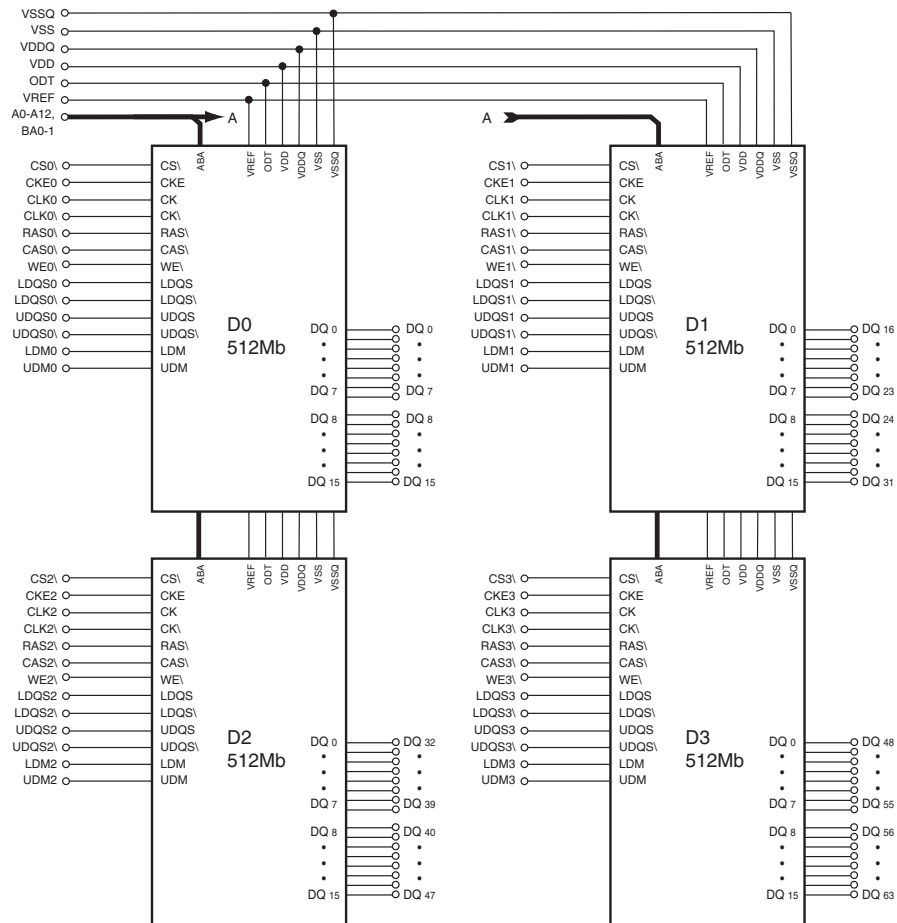 VSSQ
VSS
VDDQ
VDD
ODT
VREF
A0-A12,
BA0-1
A
A
ABA VREF ODT VDD VDDQ VSS VSSQ
CS0\ CS\
CKE0 CKE
CLK0 CK
CLK0\ CK\
RAS0\ RAS\
CAS0\ CAS\
WE0\ WE\
LDQS0 LDQS
LDQS0\ LDQS\
UDQS0 UDQS
UDQS0\ UDQS\
LDM0 LDM
UDM0 UDM
D0
512Mb
DQ 0 DQ 0
DQ 7 DQ 7
DQ 8 DQ 8
DQ 15 DQ 15
ABA VREF ODT VDD VDDQ VSS VSSQ
CS1\ CS\
CKE1 CKE
CLK1 CK
CLK1\ CK\
RAS1\ RAS\
CAS1\ CAS\
WE1\ WE\
LDQS1 LDQS
LDQS1\ LDQS\
UDQS1 UDQS
UDQS1\ UDQS\
LDM1 LDM
UDM1 UDM
D1
512Mb
DQ 0 DQ 16
DQ 7 DQ 23
DQ 8 DQ 24
DQ 15 DQ 31
ABA VREF ODT VDD VDDQ VSS VSSQ
CS2\ CS\
CKE2 CKE
CLK2 CK
CLK2\ CK\
RAS2\ RAS\
CAS2\ CAS\
WE2\ WE\
LDQS2 LDQS
LDQS2\ LDQS\
UDQS2 UDQS
UDQS2\ UDQS\
LDM2 LDM
UDM2 UDM
D2
512Mb
DQ 0 DQ 32
DQ 7 DQ 39
DQ 8 DQ 40
DQ 15 DQ 47
ABA VREF ODT VDD VDDQ VSS VSSQ
CS3\ CS\
CKE3 CKE
CLK3 CK
CLK3\ CK\
RAS3\ RAS\
CAS3\ CAS\
WE3\ WE\
LDQS3 LDQS
LDQS3\ LDQS\
UDQS3 UDQS
UDQS3\ UDQS\
LDM3 LDM
UDM3 UDM
D3
512Mb
DQ 0 DQ 48
DQ 7 DQ 55
DQ 8 DQ 56
DQ 15 DQ 63